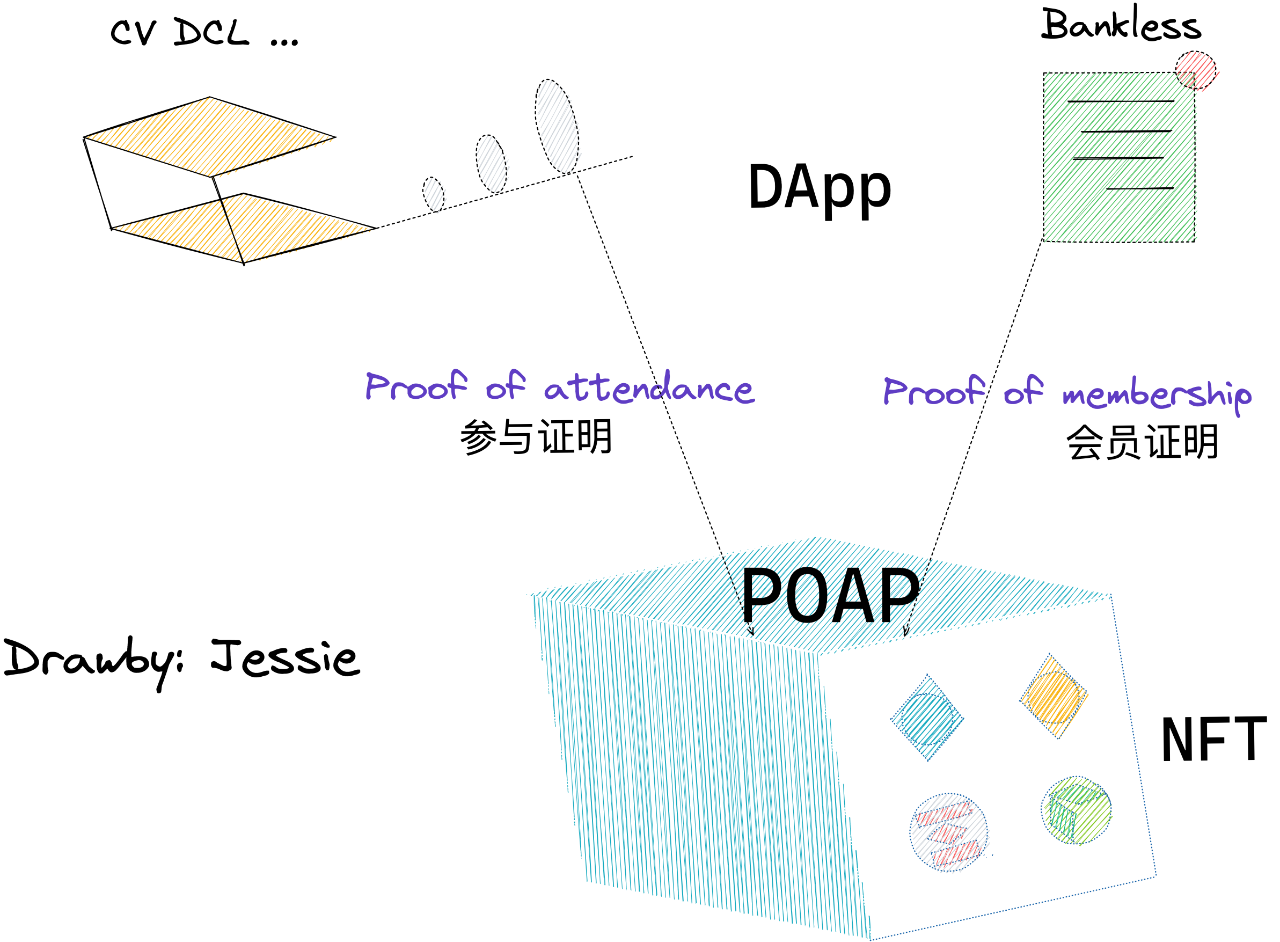 CV DCL ...
Bankless
DApp
Proof of attendance
参与证明
Proof of membership
会员证明
POAP
Drawby: Jessie
NFT